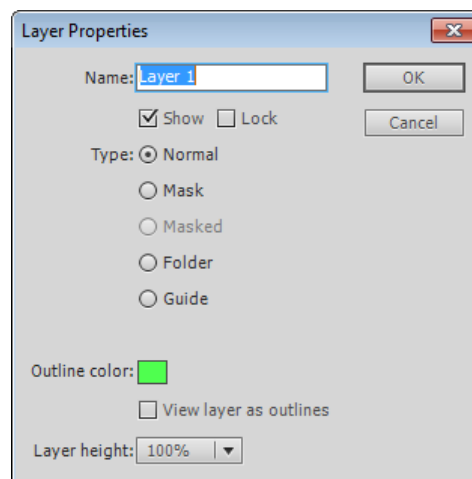 Layer Properties
Name: Layer 1 OK
Show Lock Cancel
Type: Normal
Mask
Masked
Folder
Guide
Outline color:
View layer as outlines
Layer height: 100%